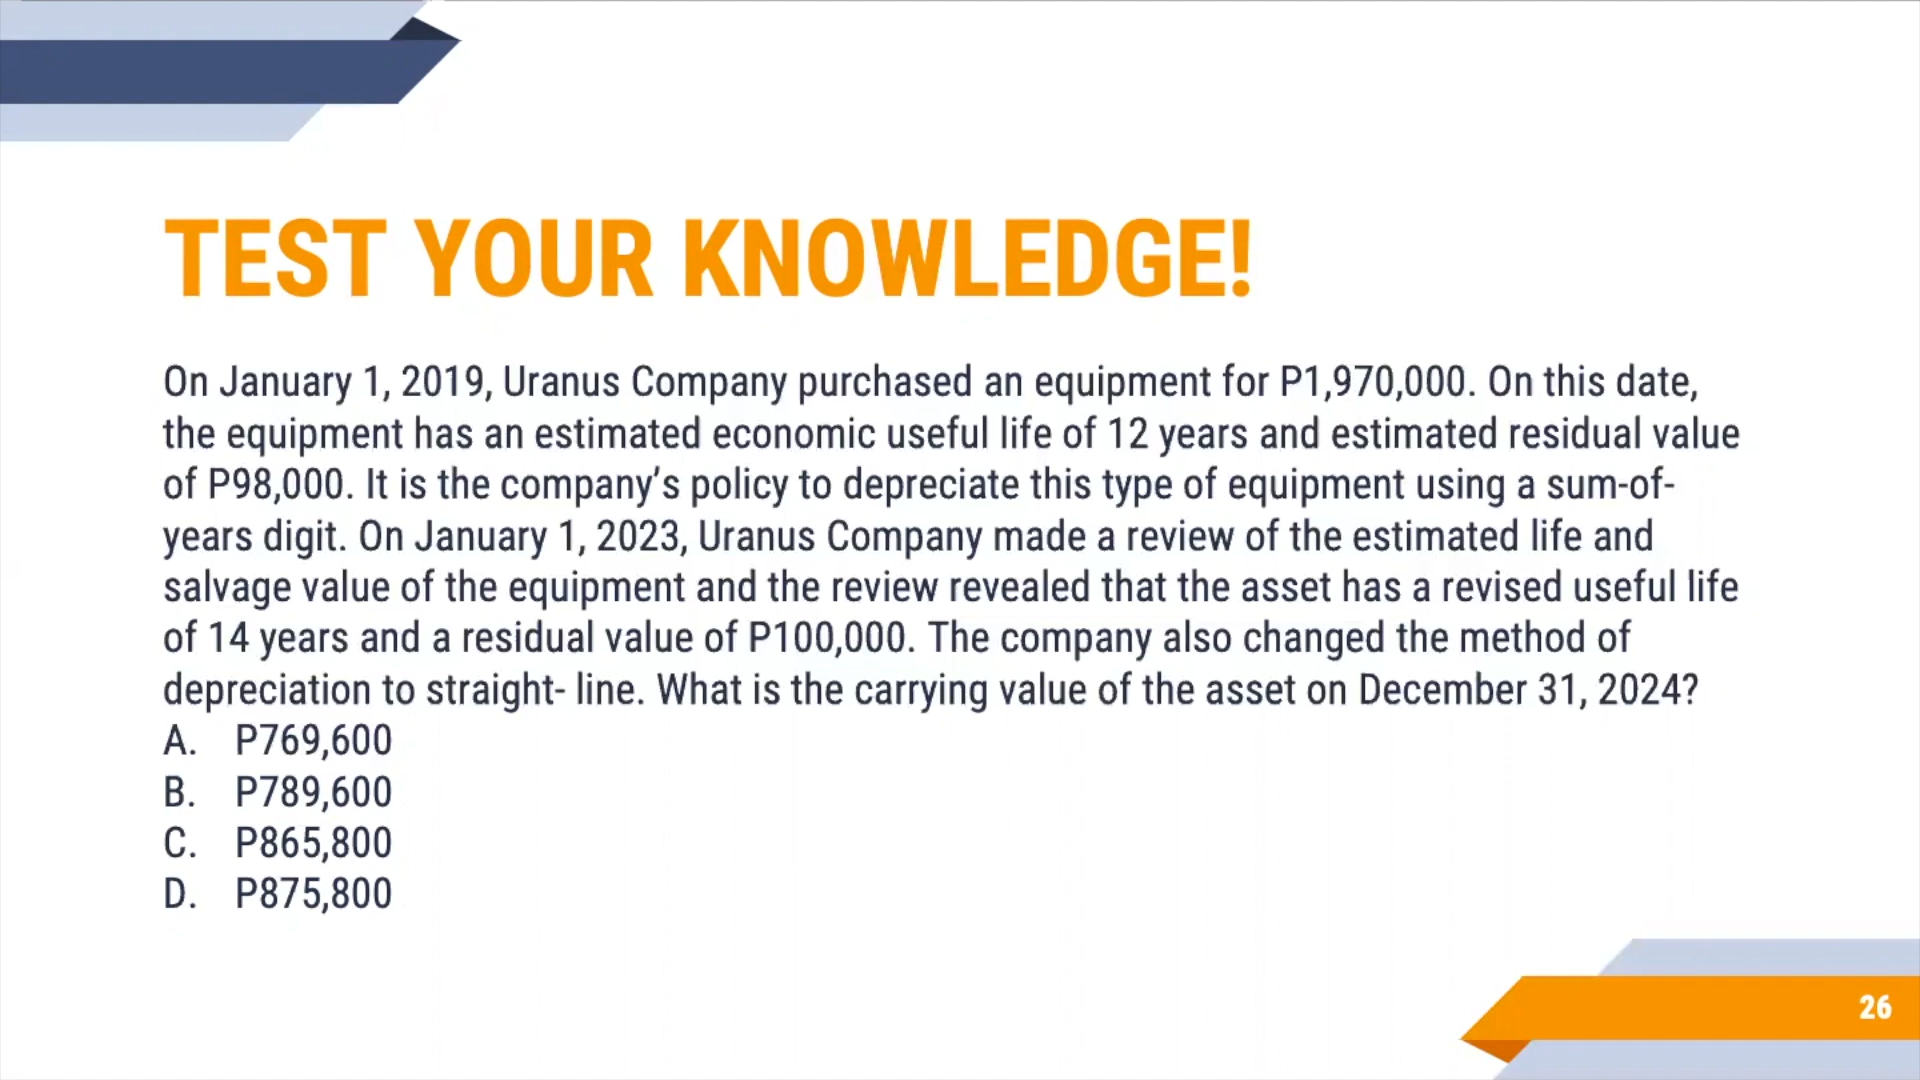 TEST YOUR KNOWLEDGE!
On January 1, 2019, Uranus Company purchased an equipment for P1,970,000. On this date,
the equipment has an estimated economic useful life of 12 years and estimated residual value
of P98,000. It is the company’s policy to depreciate this type of equipment using a sum-of-
years digit. On January 1, 2023, Uranus Company made a review of the estimated life and
salvage value of the equipment and the review revealed that the asset has a revised useful life
of 14 years and a residual value of P100,000. The company also changed the method of
depreciation to straight- line. What is the carrying value of the asset on December 31, 2024?
A. P769,600
B. P789,600
C. P865,800
D. P875,800
26